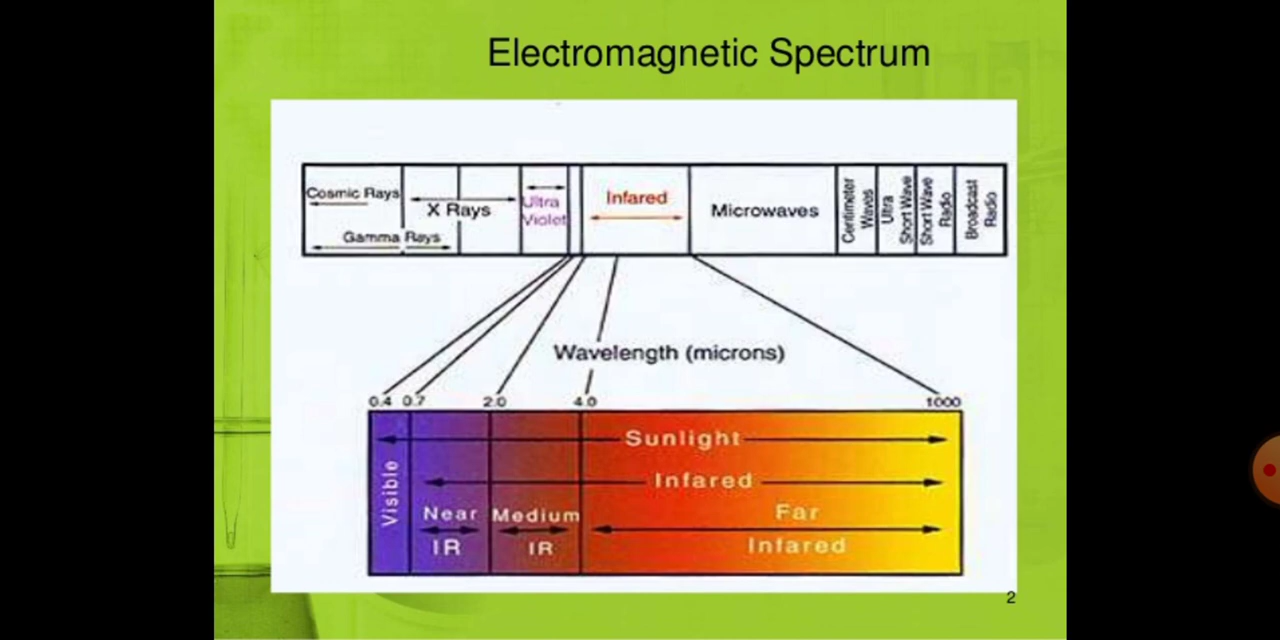 Electromagnetic Spectrum
Cosmic Rays
Gamma Rays
X Rays
Ultra
Violet
Infared
Microwaves
Centimeter
Waves
Ultra
Short Wave
Short Wave
Radio
Broadcast
Radio
Wavelength (microns)
0.4 0.7 2.0 4.0 1000
Visible
Sunlight
Infared
Near
IR
Medium
IR
Far
Infared
2